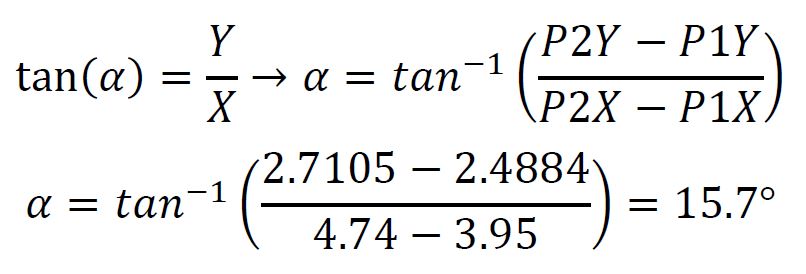 tan(α) = Y/X → α = tan⁻¹((P2Y − P1Y)/(P2X − P1X))
α = tan⁻¹((2.7105 − 2.4884)/(4.74 − 3.95)) = 15.7°